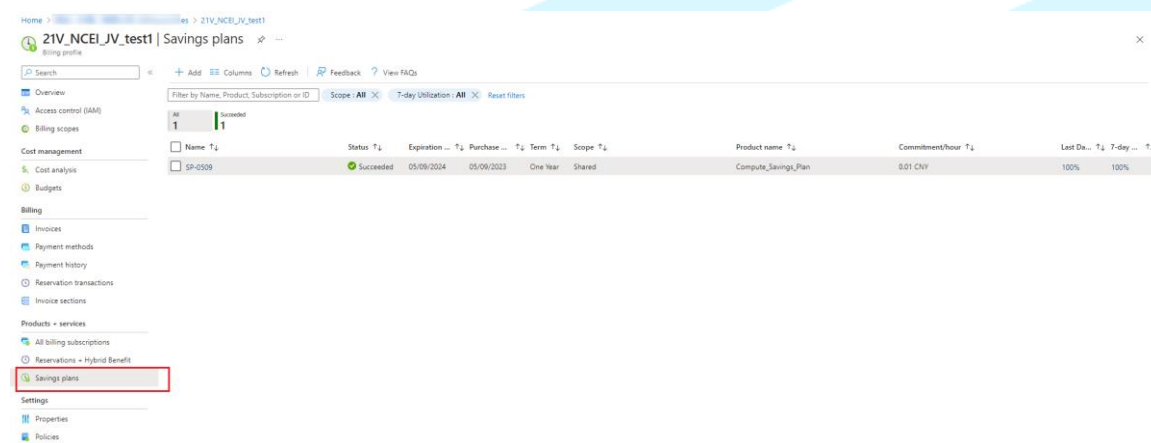 Home > es > 21V_NCEI_JV_test1
21V_NCEI_JV_test1 | Savings plans
Billing profile
Search
Add Columns Refresh Feedback ? View FAQs
Overview
Access control (IAM)
Billing scopes
Cost management
Cost analysis
Budgets
Billing
Invoices
Payment methods
Payment history
Reservation transactions
Invoice sections
Products + services
All billing subscriptions
Reservations + Hybrid Benefit
Savings plans
Settings
Properties
Policies
Filter by Name, Product, Subscription or ID Scope : All 7-day Utilization : All Reset filters
All Succeeded
1 1
Name Status Expiration ... Purchase ... Term Scope Product name Commitment/hour Last Da... 7-day ...
SP-0509 Succeeded 05/09/2024 05/09/2023 One Year Shared Compute_Savings_Plan 0.01 CNY 100% 100%